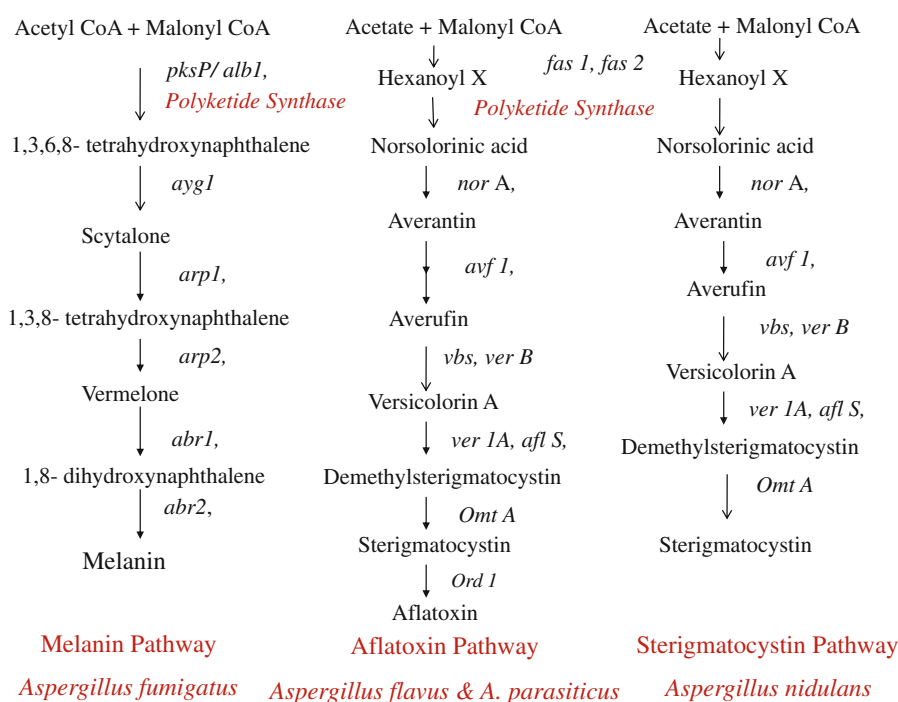 Acetyl CoA + Malonyl CoA
pksP/ alb1,
Polyketide Synthase
1,3,6,8- tetrahydroxynaphthalene
ayg1
Scytalone
arp1,
1,3,8- tetrahydroxynaphthalene
arp2,
Vermelone
abr1,
1,8- dihydroxynaphthalene
abr2,
Melanin
Melanin Pathway
Aspergillus fumigatus
Acetate + Malonyl CoA
fas 1, fas 2
Hexanoyl X
Polyketide Synthase
Norsolorinic acid
nor A,
Averantin
avf 1,
Averufin
vbs, ver B
Versicolorin A
ver 1A, afl S,
Demethylsterigmatocystin
Omt A
Sterigmatocystin
Ord 1
Aflatoxin
Aflatoxin Pathway
Aspergillus flavus & A. parasiticus
Acetate + Malonyl CoA
Hexanoyl X
Norsolorinic acid
nor A,
Averantin
avf 1,
Averufin
vbs, ver B
Versicolorin A
ver 1A, afl S,
Demethylsterigmatocystin
Omt A
Sterigmatocystin
Sterigmatocystin Pathway
Aspergillus nidulans